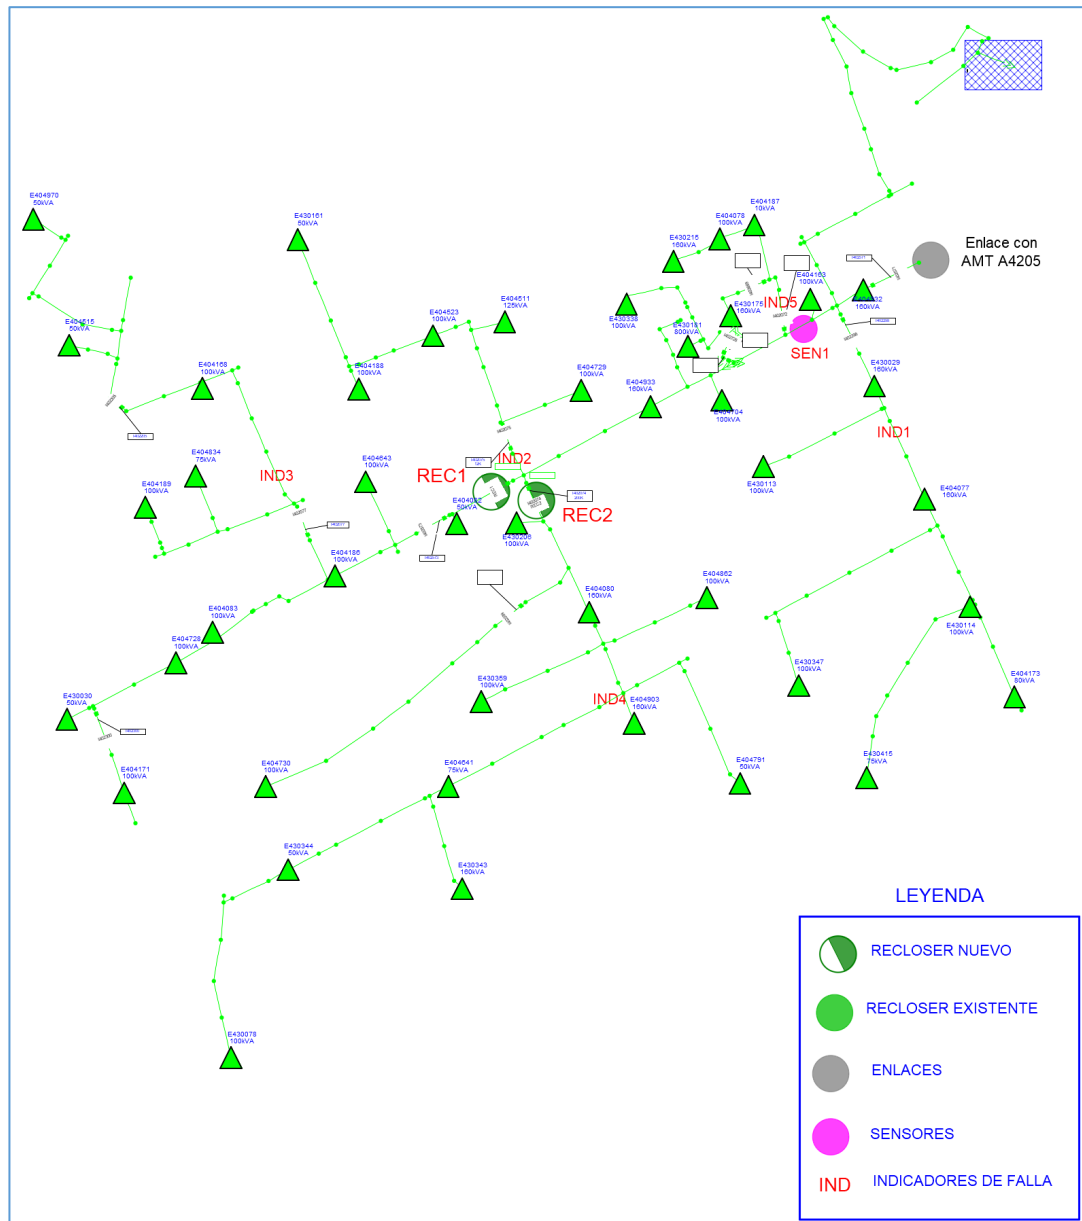 E404970
50kVA
E430161
50kVA
E404187
10kVA
E404078
100kVA
E430215
160kVA
Enlace con
AMT A4205
E404163
100kVA
160kVA
IND5
E430338
100kVA
E430175
160kVA
E430181
800kVA
SEN1
E404511
125kVA
E404523
100kVA
E404515
50kVA
E404168
100kVA
E404188
100kVA
E404729
100kVA
E404933
160kVA
E404704
100kVA
E430029
160kVA
IND1
E404834
75kVA
E404189
100kVA
IND3
E404643
100kVA
REC1
IND2
REC2
E430113
100kVA
E404077
160kVA
50kVA
E430206
100kVA
E404186
100kVA
E404080
160kVA
E404862
100kVA
E430114
100kVA
E404083
100kVA
E404728
100kVA
E430030
50kVA
E430359
100kVA
IND4
E404903
160kVA
E430347
100kVA
E404173
80kVA
E404171
100kVA
E404730
100kVA
E404641
75kVA
E404791
50kVA
E430415
75kVA
E430344
50kVA
E430343
160kVA
E430078
100kVA
LEYENDA
RECLOSER NUEVO
RECLOSER EXISTENTE
ENLACES
SENSORES
IND INDICADORES DE FALLA